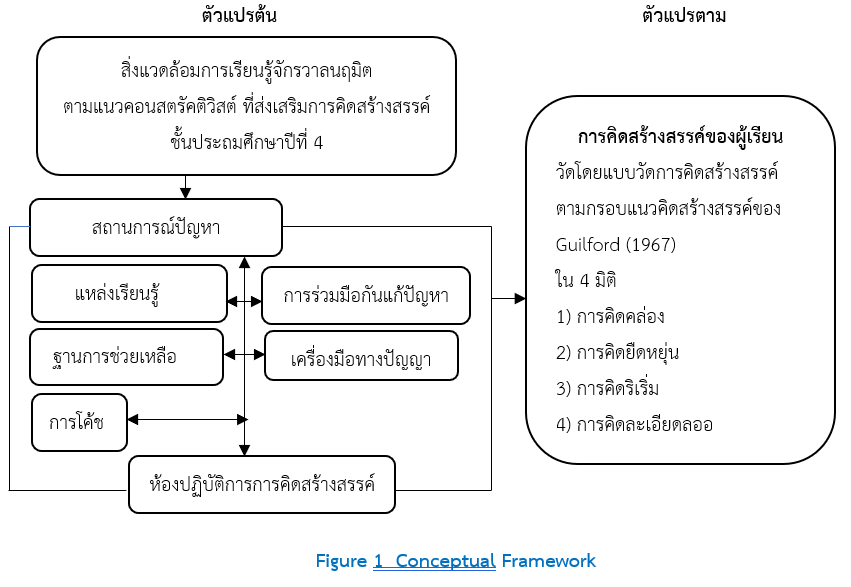 ตัวแปรต้น
ตัวแปรตาม
สิ่งแวดล้อมการเรียนรู้จักรวาลนฤมิต
ตามแนวคอนสตรัคติวิสต์ ที่ส่งเสริมการคิดสร้างสรรค์
ชั้นประถมศึกษาปีที่ 4
สถานการณ์ปัญหา
แหล่งเรียนรู้
การร่วมมือกันแก้ปัญหา
ฐานการช่วยเหลือ
เครื่องมือทางปัญญา
การโค้ช
ห้องปฏิบัติการการคิดสร้างสรรค์
การคิดสร้างสรรค์ของผู้เรียน
วัดโดยแบบวัดการคิดสร้างสรรค์
ตามกรอบแนวคิดสร้างสรรค์ของ
Guilford (1967)
ใน 4 มิติ
1) การคิดคล่อง
2) การคิดยืดหยุ่น
3) การคิดริเริ่ม
4) การคิดละเอียดลออ
Figure 1 Conceptual Framework